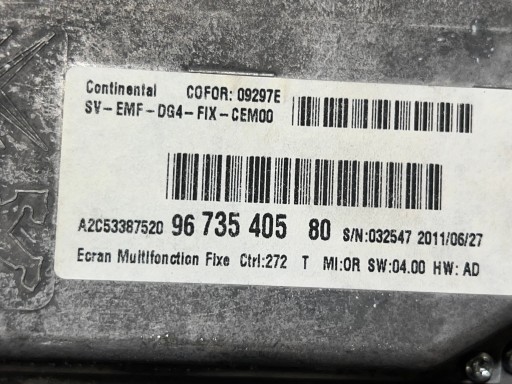 Continental COFOR: 09297E
SV-EMF-DG4-FIX-CEM00
A2C53387520 96 735 405 80 S/N:032547 2011/06/27
Ecran Multifonction Fixe Ctrl:272 T MI:OR SW:04.00 HW: AD